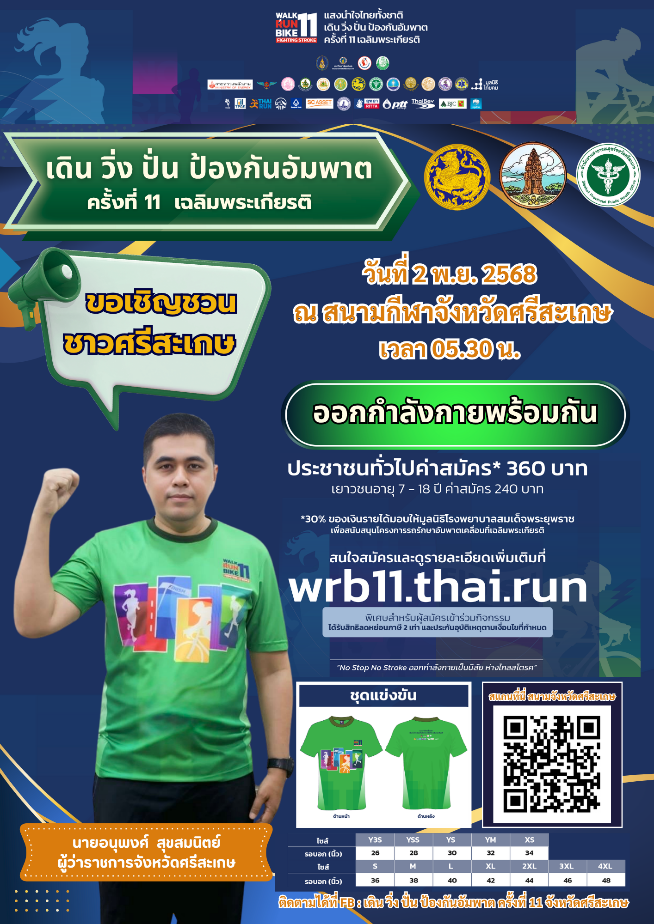 WALK
RUN
BIKE
11
FIGHTING STROKE
แสงนำใจไทยทั้งชาติ
เดิน วิ่ง ปั่น ป้องกันอัมพาต
ครั้งที่ 11 เฉลิมพระเกียรติ
SC ASSET
ptt
ThaiBev
BJC
เดิน วิ่ง ปั่น ป้องกันอัมพาต
ครั้งที่ 11 เฉลิมพระเกียรติ
ขอเชิญชวน
ชาวศรีสะเกษ
วันที่ 2 พ.ย. 2568
ณ สนามกีฬาจังหวัดศรีสะเกษ
เวลา 05.30 น.
ออกกำลังกายพร้อมกัน
ประชาชนทั่วไปค่าสมัคร* 360 บาท
เยาวชนอายุ 7 - 18 ปี ค่าสมัคร 240 บาท
*30% ของเงินรายได้มอบให้มูลนิธิโรงพยาบาลสมเด็จพระยุพราช
เพื่อสนับสนุนโครงการรถรักษาอัมพาตเคลื่อนที่เฉลิมพระเกียรติ
สนใจสมัครและดูรายละเอียดเพิ่มเติมที่
wrb11.thai.run
พิเศษสำหรับผู้สมัครเข้าร่วมกิจกรรม
ได้รับสิทธิลดหย่อนภาษี 2 เท่า และประกันอุบัติเหตุตามเงื่อนไขที่กำหนด
"No Stop No Stroke ออกกำลังกายเป็นนิสัย ห่างไกลสโตรค"
WALK
RUN
BIKE
11
ชุดแข่งขัน
ด้านหน้า
ด้านหลัง
สแกนที่นี่ สนามจังหวัดศรีสะเกษ
ไซส์ Y3S YSS YS YM XS
รอบอก (นิ้ว) 26 28 30 32 34
ไซส์ S M L XL 2XL 3XL 4XL
รอบอก (นิ้ว) 36 38 40 42 44 46 48
นายอนุพงศ์ สุขสมนิตย์
ผู้ว่าราชการจังหวัดศรีสะเกษ
ติดตามได้ที่ FB : เดิน วิ่ง ปั่น ป้องกันอัมพาต ครั้งที่ 11 จังหวัดศรีสะเกษ